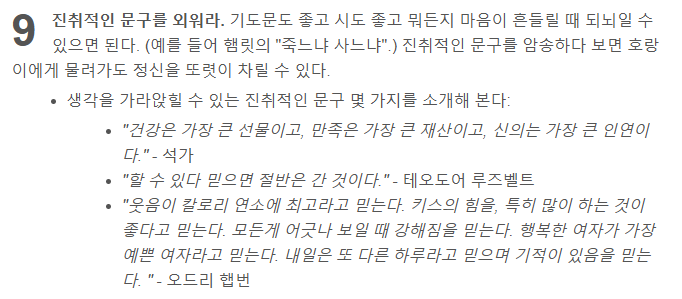 9 진취적인 문구를 외워라. 기도문도 좋고 시도 좋고 뭐든지 마음이 흔들릴 때 되뇌일 수
있으면 된다. (예를 들어 햄릿의 "죽느냐 사느냐".) 진취적인 문구를 암송하다 보면 호랑
이에게 물려가도 정신을 또렷이 차릴 수 있다.
• 생각을 가라앉힐 수 있는 진취적인 문구 몇 가지를 소개해 본다:
• "건강은 가장 큰 선물이고, 만족은 가장 큰 재산이고, 신의는 가장 큰 인연이
다." - 석가
• "할 수 있다 믿으면 절반은 간 것이다." - 테오도어 루즈벨트
• "웃음이 칼로리 연소에 최고라고 믿는다. 키스의 힘을, 특히 많이 하는 것이
좋다고 믿는다. 모든게 어긋나 보일 때 강해짐을 믿는다. 행복한 여자가 가장
예쁜 여자라고 믿는다. 내일은 또 다른 하루라고 믿으며 기적이 있음을 믿는
다. " - 오드리 햅번